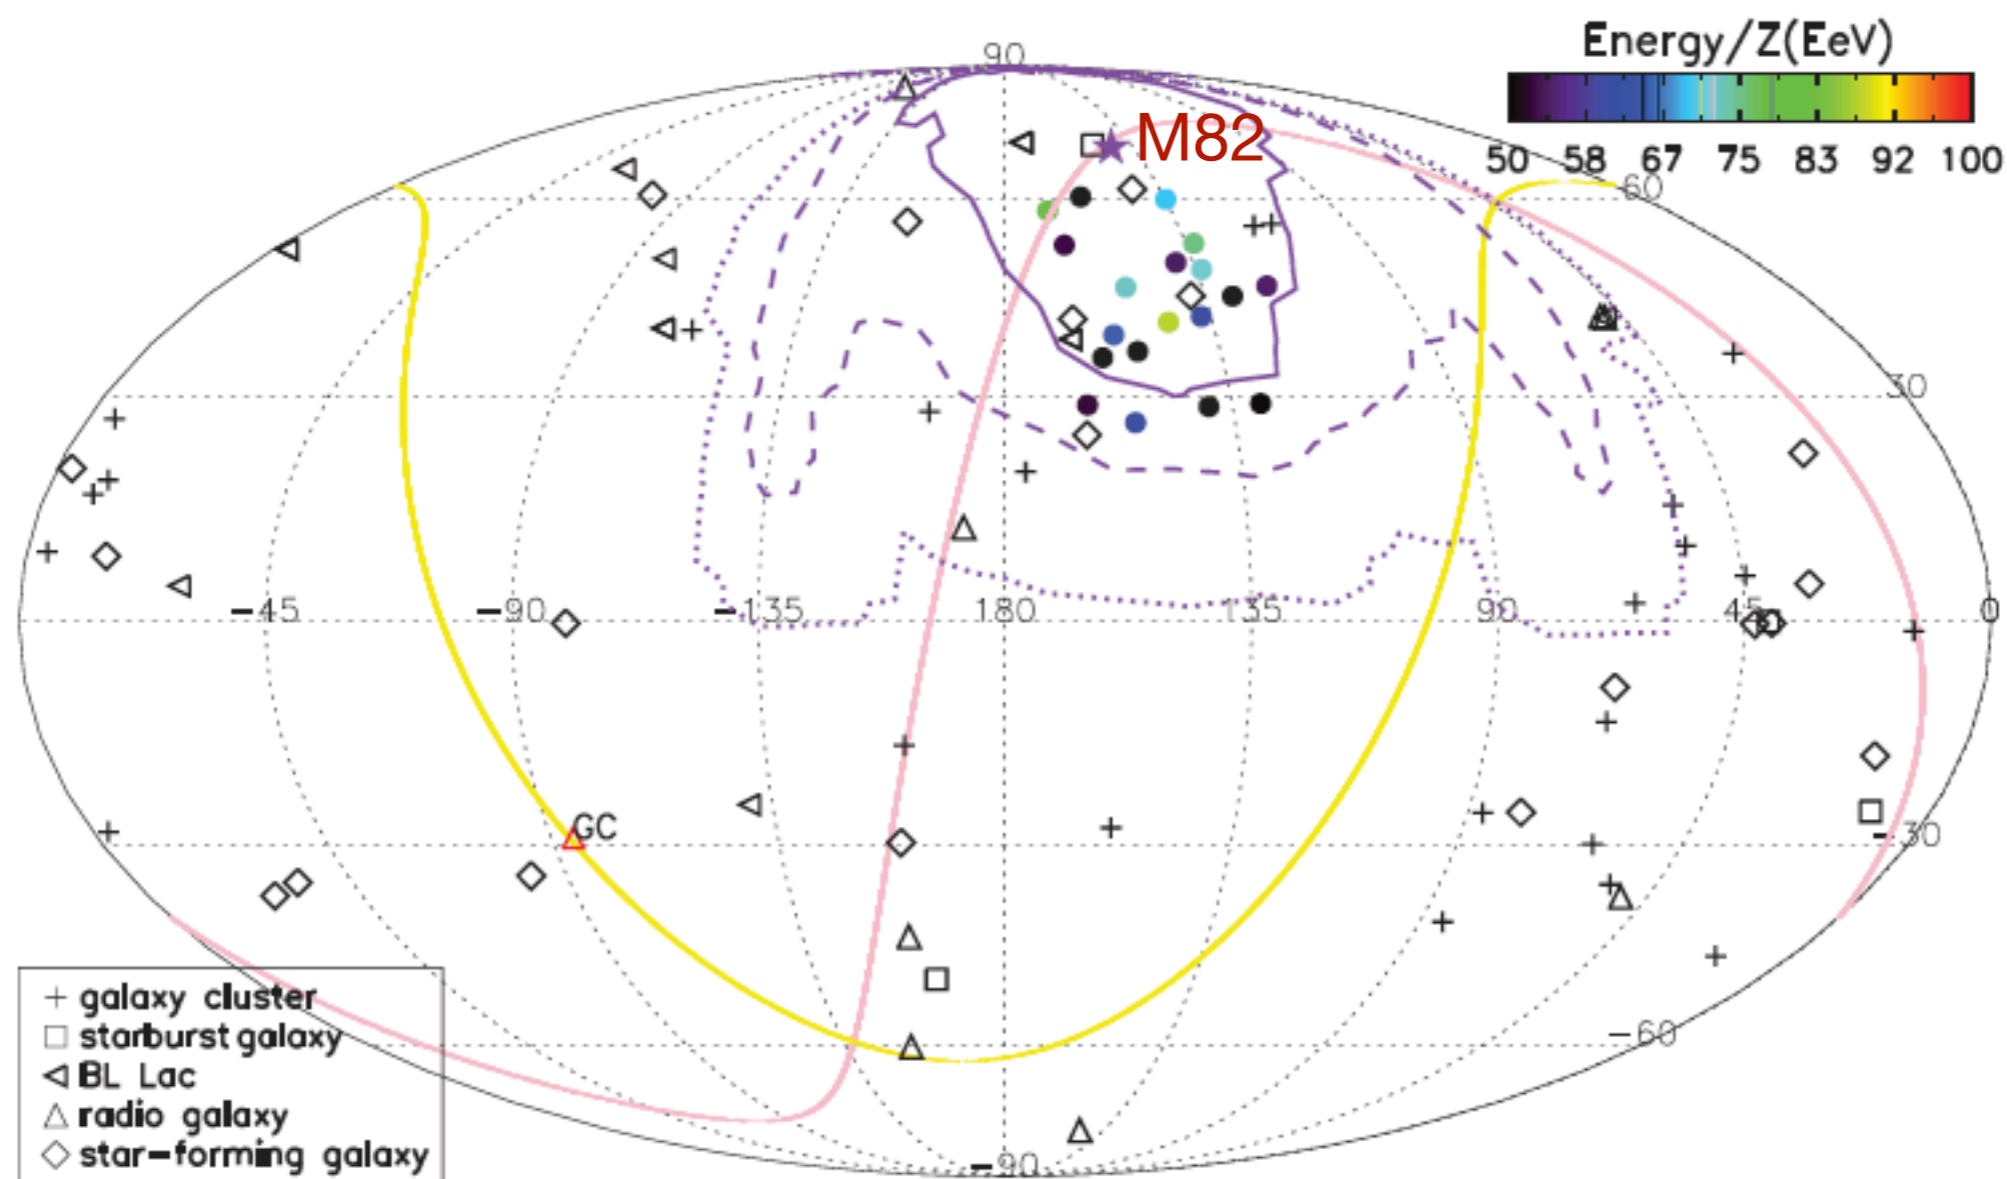 Energy/Z(EeV)
50 58 67 75 83 92 100
90
M82
60
30
-45 -90 -135 180 135 90 45 0
GC
-30
-60
-90
galaxy cluster
starburst galaxy
BL Lac
radio galaxy
star-forming galaxy